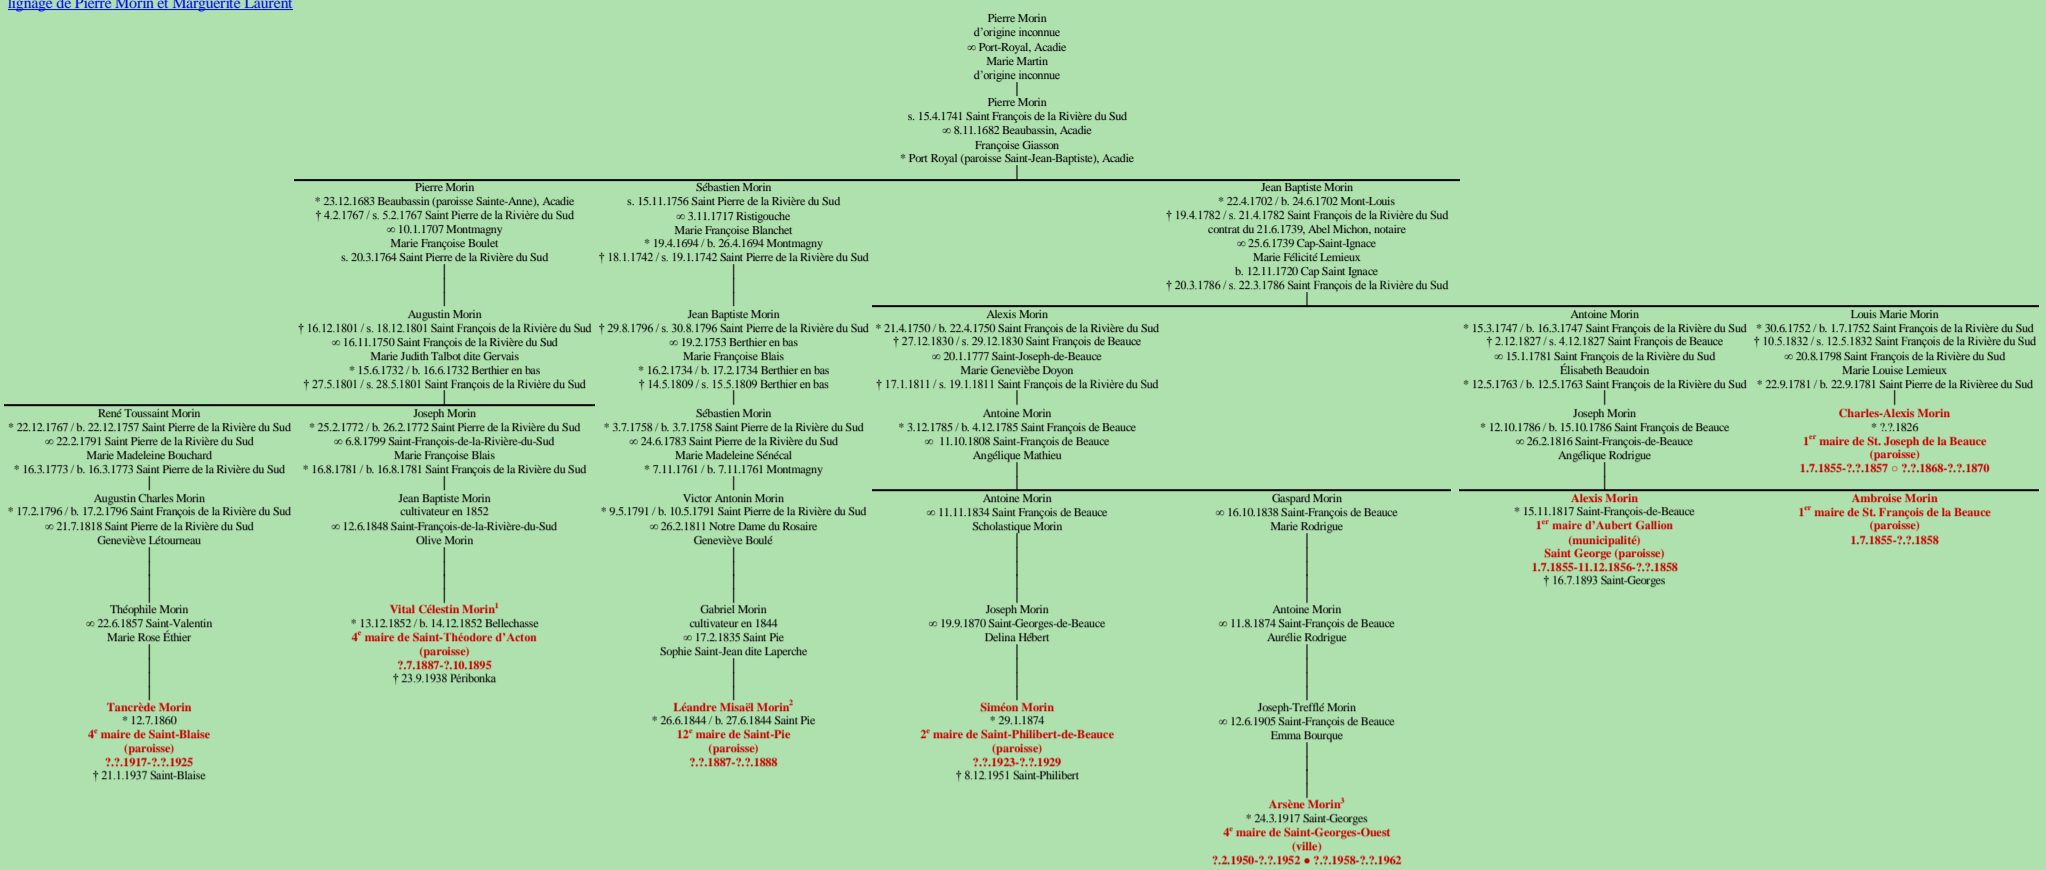 lignage de Pierre Morin et Marguerite Laurent
Pierre Morin
d'origine inconnue
∞ Port-Royal, Acadie
Marie Martin
d'origine inconnue
Pierre Morin
s. 15.4.1741 Saint François de la Rivière du Sud
∞ 8.11.1682 Beaubassin, Acadie
Françoise Giasson
* Port Royal (paroisse Saint-Jean-Baptiste), Acadie
Pierre Morin
* 23.12.1683 Beaubassin (paroisse Sainte-Anne), Acadie
† 4.2.1767 / s. 5.2.1767 Saint Pierre de la Rivière du Sud
∞ 10.1.1707 Montmagny
Marie Françoise Boulet
s. 20.3.1764 Saint Pierre de la Rivière du Sud
Sébastien Morin
s. 15.11.1756 Saint Pierre de la Rivière du Sud
∞ 3.11.1717 Ristigouche
Marie Françoise Blanchet
* 19.4.1694 / b. 26.4.1694 Montmagny
† 18.1.1742 / s. 19.1.1742 Saint Pierre de la Rivière du Sud
Jean Baptiste Morin
* 22.4.1702 / b. 24.6.1702 Mont-Louis
† 19.4.1782 / s. 21.4.1782 Saint François de la Rivière du Sud
contrat du 21.6.1739, Abel Michon, notaire
∞ 25.6.1739 Cap-Saint-Ignace
Marie Félicité Lemieux
b. 12.11.1720 Cap Saint Ignace
† 20.3.1786 / s. 22.3.1786 Saint François de la Rivière du Sud
Augustin Morin
† 16.12.1801 / s. 18.12.1801 Saint François de la Rivière du Sud
∞ 16.11.1750 Saint François de la Rivière du Sud
Marie Judith Talbot dite Gervais
* 15.6.1732 / b. 16.6.1732 Berthier en bas
† 27.5.1801 / s. 28.5.1801 Saint François de la Rivière du Sud
Jean Baptiste Morin
† 29.8.1796 / s. 30.8.1796 Saint Pierre de la Rivière du Sud
∞ 19.2.1753 Berthier en bas
Marie Françoise Blais
* 16.2.1734 / b. 17.2.1734 Berthier en bas
† 14.5.1809 / s. 15.5.1809 Berthier en bas
Alexis Morin
* 21.4.1750 / b. 22.4.1750 Saint François de la Rivière du Sud
† 27.12.1830 / s. 29.12.1830 Saint François de Beauce
∞ 20.1.1777 Saint-Joseph-de-Beauce
Marie Genevièbe Doyon
† 17.1.1811 / s. 19.1.1811 Saint François de la Rivière du Sud
Antoine Morin
* 15.3.1747 / b. 16.3.1747 Saint François de la Rivière du Sud
† 2.12.1827 / s. 4.12.1827 Saint François de Beauce
∞ 15.1.1781 Saint François de la Rivière du Sud
Élisabeth Beaudoin
* 12.5.1763 / b. 12.5.1763 Saint François de la Rivière du Sud
Louis Marie Morin
* 30.6.1752 / b. 1.7.1752 Saint François de la Rivière du Sud
† 10.5.1832 / s. 12.5.1832 Saint François de la Rivière du Sud
∞ 20.8.1798 Saint François de la Rivière du Sud
Marie Louise Lemieux
* 22.9.1781 / b. 22.9.1781 Saint Pierre de la Riviere du Sud
René Toussaint Morin
* 22.12.1767 / b. 22.12.1757 Saint Pierre de la Rivière du Sud
∞ 22.2.1791 Saint Pierre de la Rivière du Sud
Marie Madeleine Bouchard
* 16.3.1773 / b. 16.3.1773 Saint Pierre de la Rivière du Sud
Joseph Morin
* 25.2.1772 / b. 26.2.1772 Saint Pierre de la Rivière du Sud
∞ 6.8.1799 Saint-François-de-la-Rivière-du-Sud
Marie Françoise Blais
* 16.8.1781 / b. 16.8.1781 Saint François de la Rivière du Sud
Sébastien Morin
* 3.7.1758 / b. 3.7.1758 Saint Pierre de la Rivière du Sud
∞ 24.6.1783 Saint Pierre de la Rivière du Sud
Marie Madeleine Sénécal
* 7.11.1761 / b. 7.11.1761 Montmagny
Antoine Morin
* 3.12.1785 / b. 4.12.1785 Saint François de Beauce
∞ 11.10.1808 Saint-François de Beauce
Angélique Mathieu
Joseph Morin
* 12.10.1786 / b. 15.10.1786 Saint François de Beauce
∞ 26.2.1816 Saint-François-de-Beauce
Angélique Rodrigue
Charles-Alexis Morin
* ?.?.1826
1er maire de St. Joseph de la Beauce
(paroisse)
1.7.1855-?.?.1857 ○ ?.?.1868-?.?.1870
Augustin Charles Morin
* 17.2.1796 / b. 17.2.1796 Saint François de la Rivière du Sud
∞ 21.7.1818 Saint Pierre de la Rivière du Sud
Geneviève Létourneau
Jean Baptiste Morin
cultivateur en 1852
∞ 12.6.1848 Saint-François-de-la-Rivière-du-Sud
Olive Morin
Victor Antonin Morin
* 9.5.1791 / b. 10.5.1791 Saint Pierre de la Rivière du Sud
∞ 26.2.1811 Notre Dame du Rosaire
Geneviève Boulé
Antoine Morin
∞ 11.11.1834 Saint François de Beauce
Scholastique Morin
Gaspard Morin
∞ 16.10.1838 Saint-François de Beauce
Marie Rodrigue
Alexis Morin
* 15.11.1817 Saint-François-de-Beauce
1er maire d'Aubert Gallion
(municipalité)
Saint George (paroisse)
1.7.1855-11.12.1856-?.?.1858
† 16.7.1893 Saint-Georges
Ambroise Morin
1er maire de St. François de la Beauce
(paroisse)
1.7.1855-?.?.1858
Théophile Morin
∞ 22.6.1857 Saint-Valentin
Marie Rose Éthier
Vital Célestin Morin1
* 13.12.1852 / b. 14.12.1852 Bellechasse
4e maire de Saint-Théodore d'Acton
(paroisse)
?.7.1887-?.10.1895
† 23.9.1938 Péribonka
Gabriel Morin
cultivateur en 1844
∞ 17.2.1835 Saint Pie
Sophie Saint-Jean dite Laperche
Joseph Morin
∞ 19.9.1870 Saint-Georges-de-Beauce
Delina Hébert
Antoine Morin
∞ 11.8.1874 Saint-François de Beauce
Aurélie Rodrigue
Tancrède Morin
* 12.7.1860
4e maire de Saint-Blaise
(paroisse)
?.?.1917-?.?.1925
† 21.1.1937 Saint-Blaise
Léandre Misaël Morin2
* 26.6.1844 / b. 27.6.1844 Saint Pie
12e maire de Saint-Pie
(paroisse)
?.?.1887-?.?.1888
Siméon Morin
* 29.1.1874
2e maire de Saint-Philibert-de-Beauce
(paroisse)
?.?.1923-?.?.1929
† 8.12.1951 Saint-Philibert
Joseph-Trefflé Morin
∞ 12.6.1905 Saint-François de Beauce
Emma Bourque
Arsène Morin3
* 24.3.1917 Saint-Georges
4e maire de Saint-Georges-Ouest
(ville)
?.2.1950-?.?.1952 ● ?.?.1958-?.?.1962